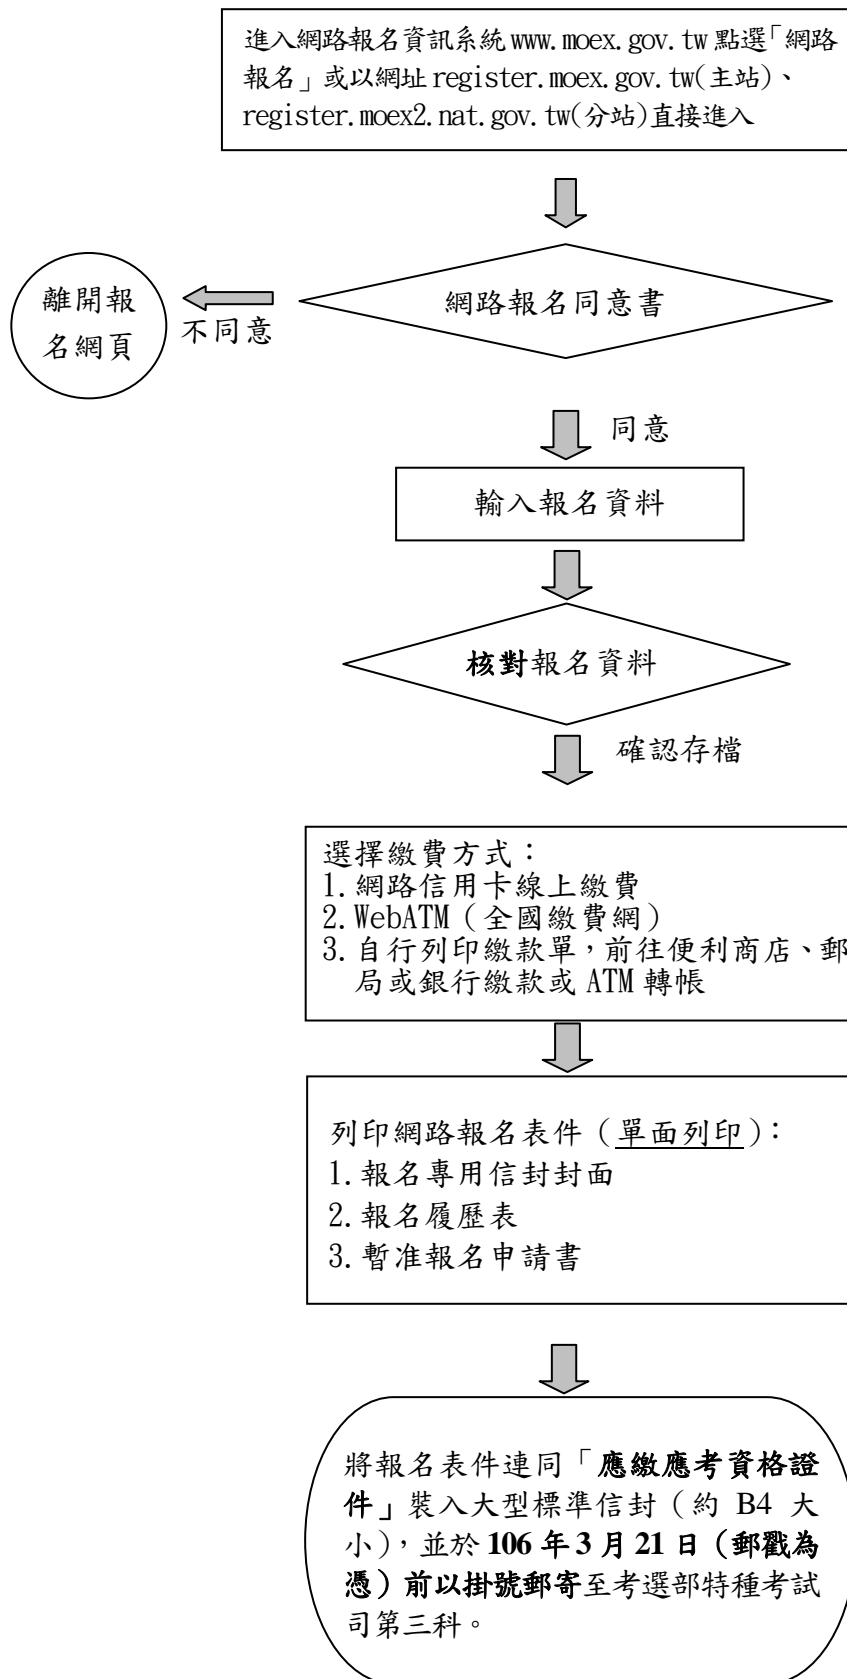 進入網路報名資訊系統 www.moex.gov.tw 點選「網路
報名」或以網址 register.moex.gov.tw(主站)、
register.moex2.nat.gov.tw(分站)直接進入
網路報名同意書
離開報
名網頁
不同意
同意
輸入報名資料
核對報名資料
確認存檔
選擇繳費方式：
1.網路信用卡線上繳費
2.WebATM（全國繳費網）
3.自行列印繳款單，前往便利商店、郵
局或銀行繳款或 ATM 轉帳
列印網路報名表件（單面列印）：
1.報名專用信封封面
2.報名履歷表
3.暫准報名申請書
將報名表件連同「應繳應考資格證
件」裝入大型標準信封（約 B4 大
小），並於 106 年 3 月 21 日（郵戳為
憑）前以掛號郵寄至考選部特種考試
司第三科。